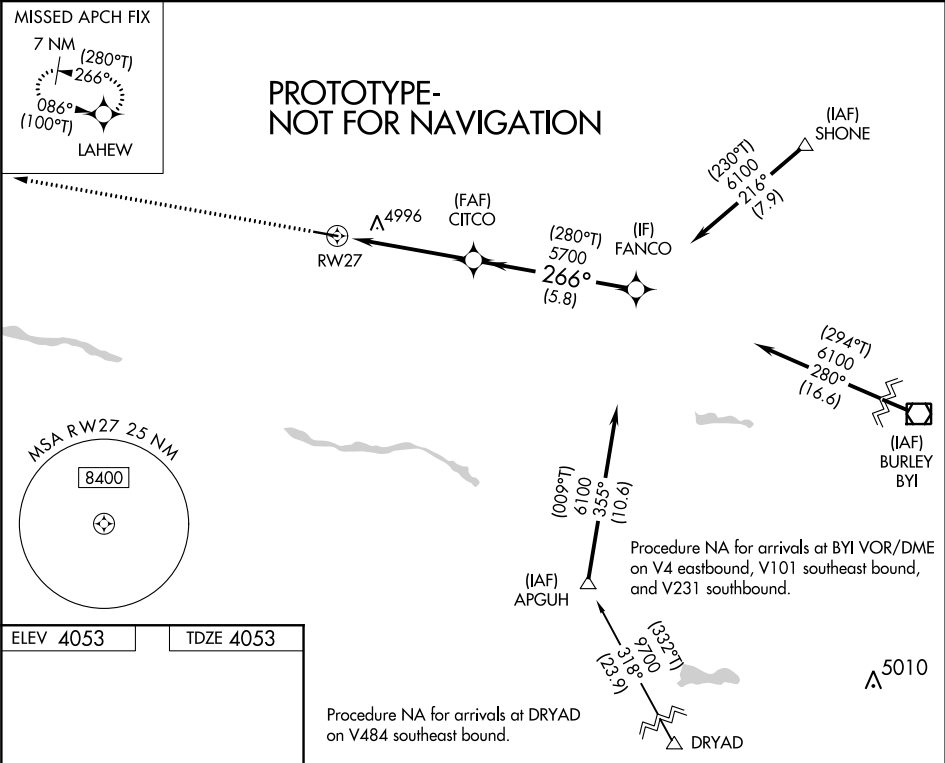 MISSED APCH FIX
7 NM
(280°T)
266°
086°
(100°T)
LAHEW
PROTOTYPE-
NOT FOR NAVIGATION
(IAF)
SHONE
(230°T)
6100
216°
(7.9)
4996
(FAF)
CITCO
RW27
(280°T)
5700
266°
(5.8)
(IF)
FANCO
(294°T)
6100
280°
(16.6)
(IAF)
BURLEY
BYI
MSA RW27 25 NM
8400
(009°T)
6100
355°
(10.6)
Procedure NA for arrivals at BYI VOR/DME
on V4 eastbound, V101 southeast bound,
and V231 southbound.
(IAF)
APGUH
(332°T)
9700
318°
(23.9)
5010
ELEV 4053
TDZE 4053
Procedure NA for arrivals at DRYAD
on V484 southeast bound.
DRYAD